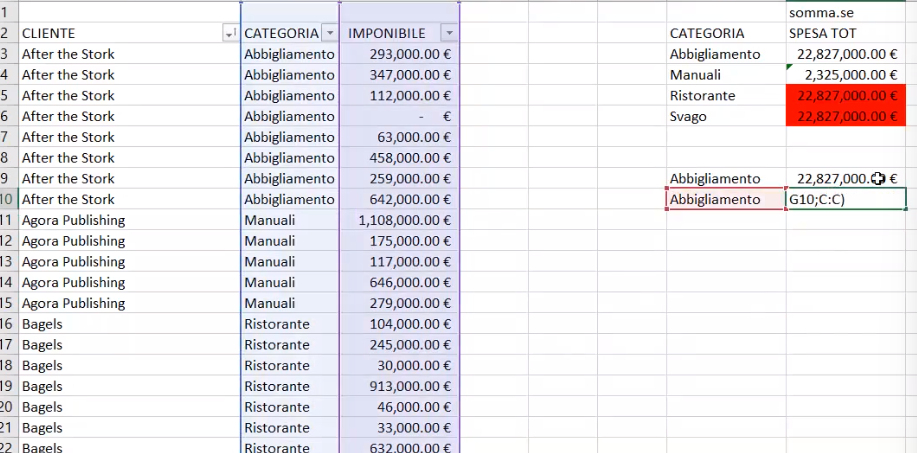 1 somma.se
2 CLIENTE CATEGORIA IMPONIBILE CATEGORIA SPESA TOT
3 After the Stork Abbigliamento 293,000.00 € Abbigliamento 22,827,000.00 €
4 After the Stork Abbigliamento 347,000.00 € Manuali 2,325,000.00 €
5 After the Stork Abbigliamento 112,000.00 € Ristorante 22,827,000.00 €
6 After the Stork Abbigliamento - € Svago 22,827,000.00 €
7 After the Stork Abbigliamento 63,000.00 €
8 After the Stork Abbigliamento 458,000.00 €
9 After the Stork Abbigliamento 259,000.00 € Abbigliamento 22,827,000. €
10 After the Stork Abbigliamento 642,000.00 € Abbigliamento G10;C:C)
11 Agora Publishing Manuali 1,108,000.00 €
12 Agora Publishing Manuali 175,000.00 €
13 Agora Publishing Manuali 117,000.00 €
14 Agora Publishing Manuali 646,000.00 €
15 Agora Publishing Manuali 279,000.00 €
16 Bagels Ristorante 104,000.00 €
17 Bagels Ristorante 245,000.00 €
18 Bagels Ristorante 30,000.00 €
19 Bagels Ristorante 913,000.00 €
20 Bagels Ristorante 46,000.00 €
21 Bagels Ristorante 33,000.00 €
22 Bagels Ristorante 632,000.00 €